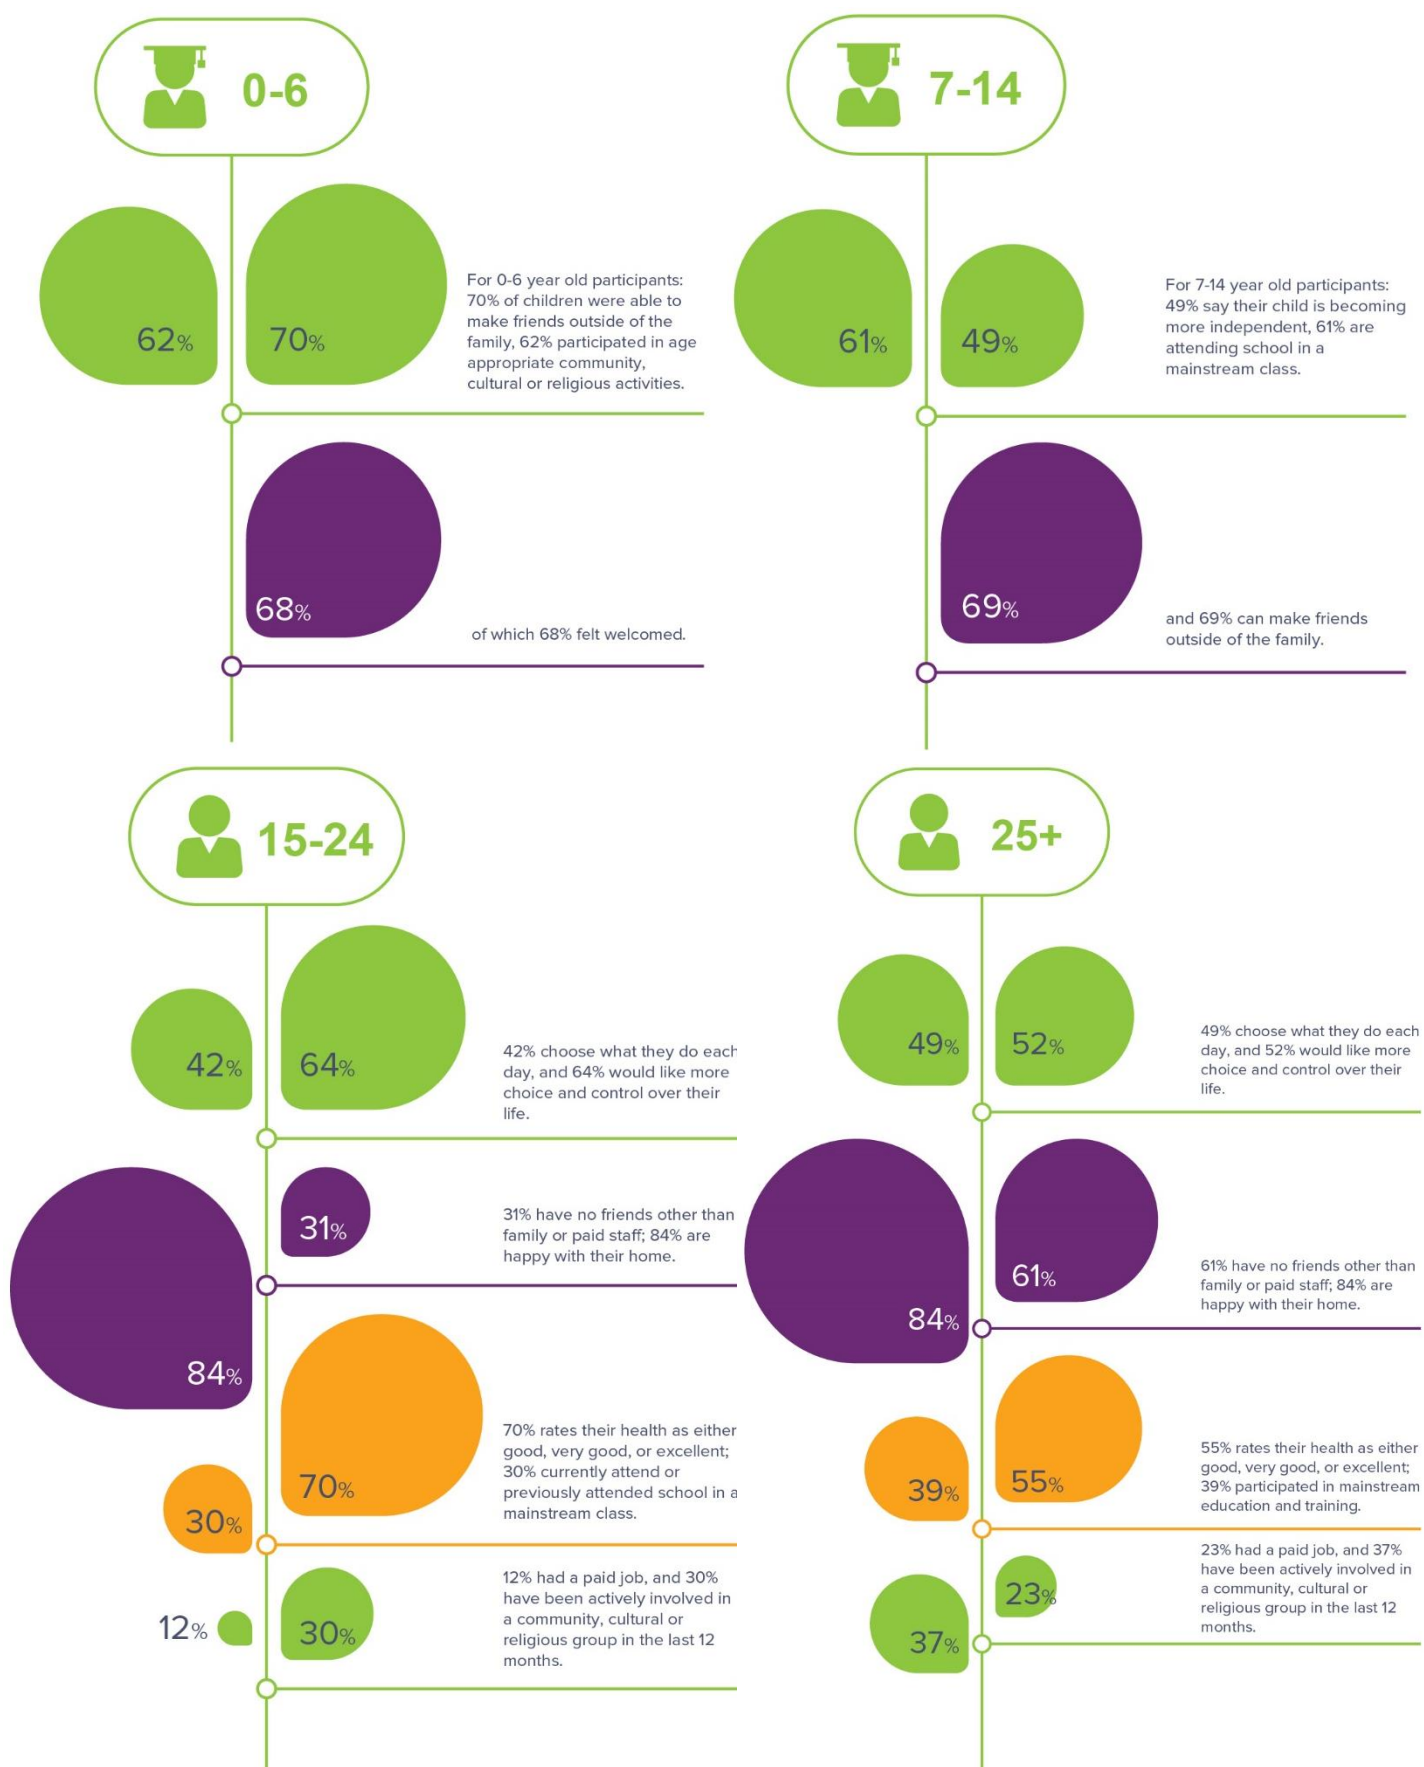 0-6
62%
70%
For 0-6 year old participants:
70% of children were able to
make friends outside of the
family, 62% participated in age
appropriate community,
cultural or religious activities.
68%
of which 68% felt welcomed.
7-14
61%
49%
For 7-14 year old participants:
49% say their child is becoming
more independent, 61% are
attending school in a
mainstream class.
69%
and 69% can make friends
outside of the family.
15-24
42%
64%
42% choose what they do each
day, and 64% would like more
choice and control over their
life.
31%
31% have no friends other than
family or paid staff; 84% are
happy with their home.
84%
70%
70% rates their health as either
good, very good, or excellent;
30% currently attend or
previously attended school in a
mainstream class.
30%
12%
30%
12% had a paid job, and 30%
have been actively involved in
a community, cultural or
religious group in the last 12
months.
25+
49%
52%
49% choose what they do each
day, and 52% would like more
choice and control over their
life.
61%
61% have no friends other than
family or paid staff; 84% are
happy with their home.
84%
39%
55%
55% rates their health as either
good, very good, or excellent;
39% participated in mainstream
education and training.
23%
23% had a paid job, and 37%
have been actively involved in
a community, cultural or
religious group in the last 12
months.
37%